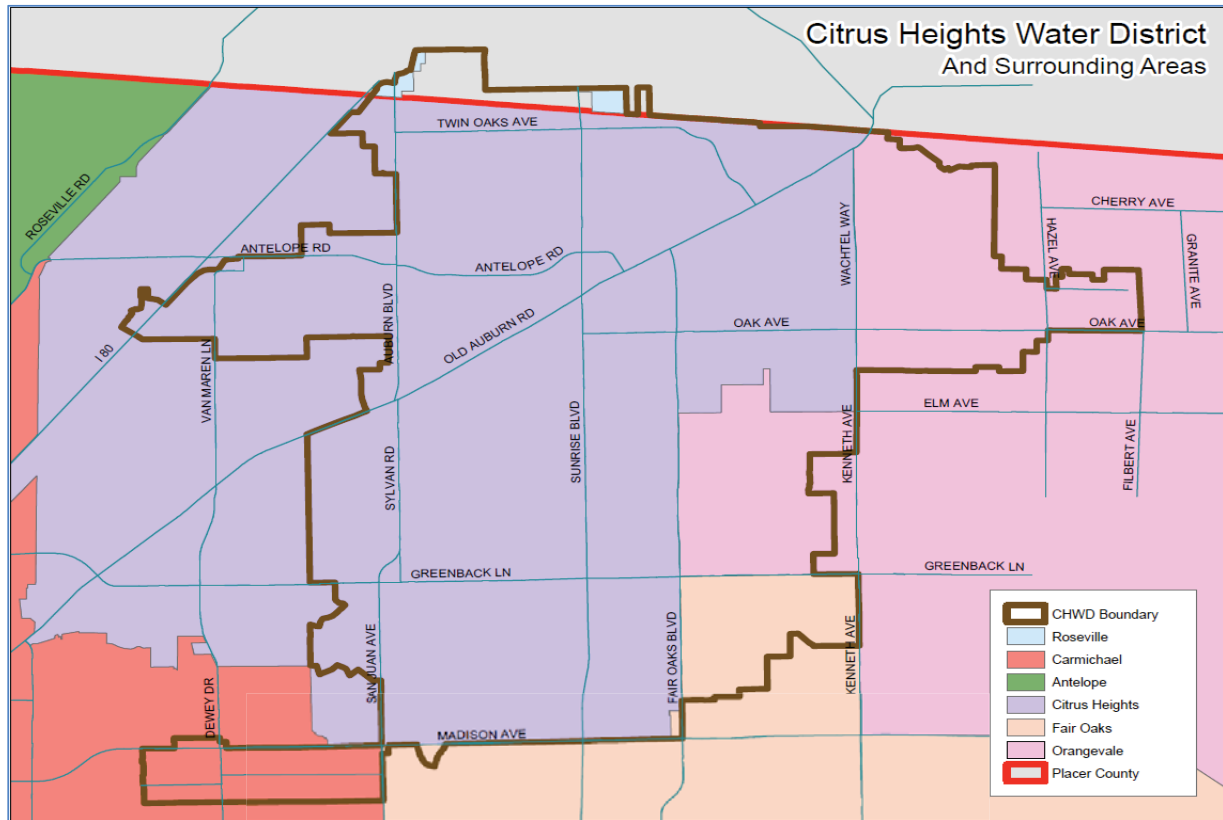 Citrus Heights Water District
And Surrounding Areas
TWIN OAKS AVE
ROSEVILLE RD
CHERRY AVE
WACHTEL WAY
HAZEL AVE
GRANITE AVE
ANTELOPE RD
ANTELOPE RD
AUBURN BLVD
OLD AUBURN RD
OAK AVE
OAK AVE
I 80
VAN MAREN LN
ELM AVE
SYLVAN RD
SUNRISE BLVD
KENNETH AVE
FILBERT AVE
GREENBACK LN
GREENBACK LN
SAN JUAN AVE
FAIR OAKS BLVD
KENNETH AVE
DEWEY DR
MADISON AVE
CHWD Boundary
Roseville
Carmichael
Antelope
Citrus Heights
Fair Oaks
Orangevale
Placer County